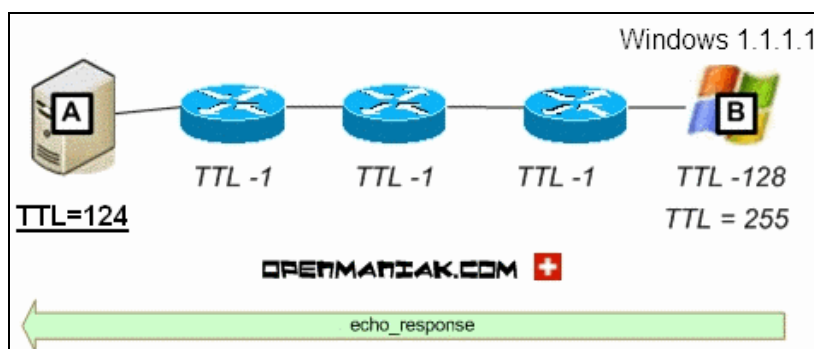 Windows 1.1.1.1
A
B
TTL -1 TTL -1 TTL -1 TTL -128
TTL=124 TTL = 255
OPENMANIAK.COM
echo_response